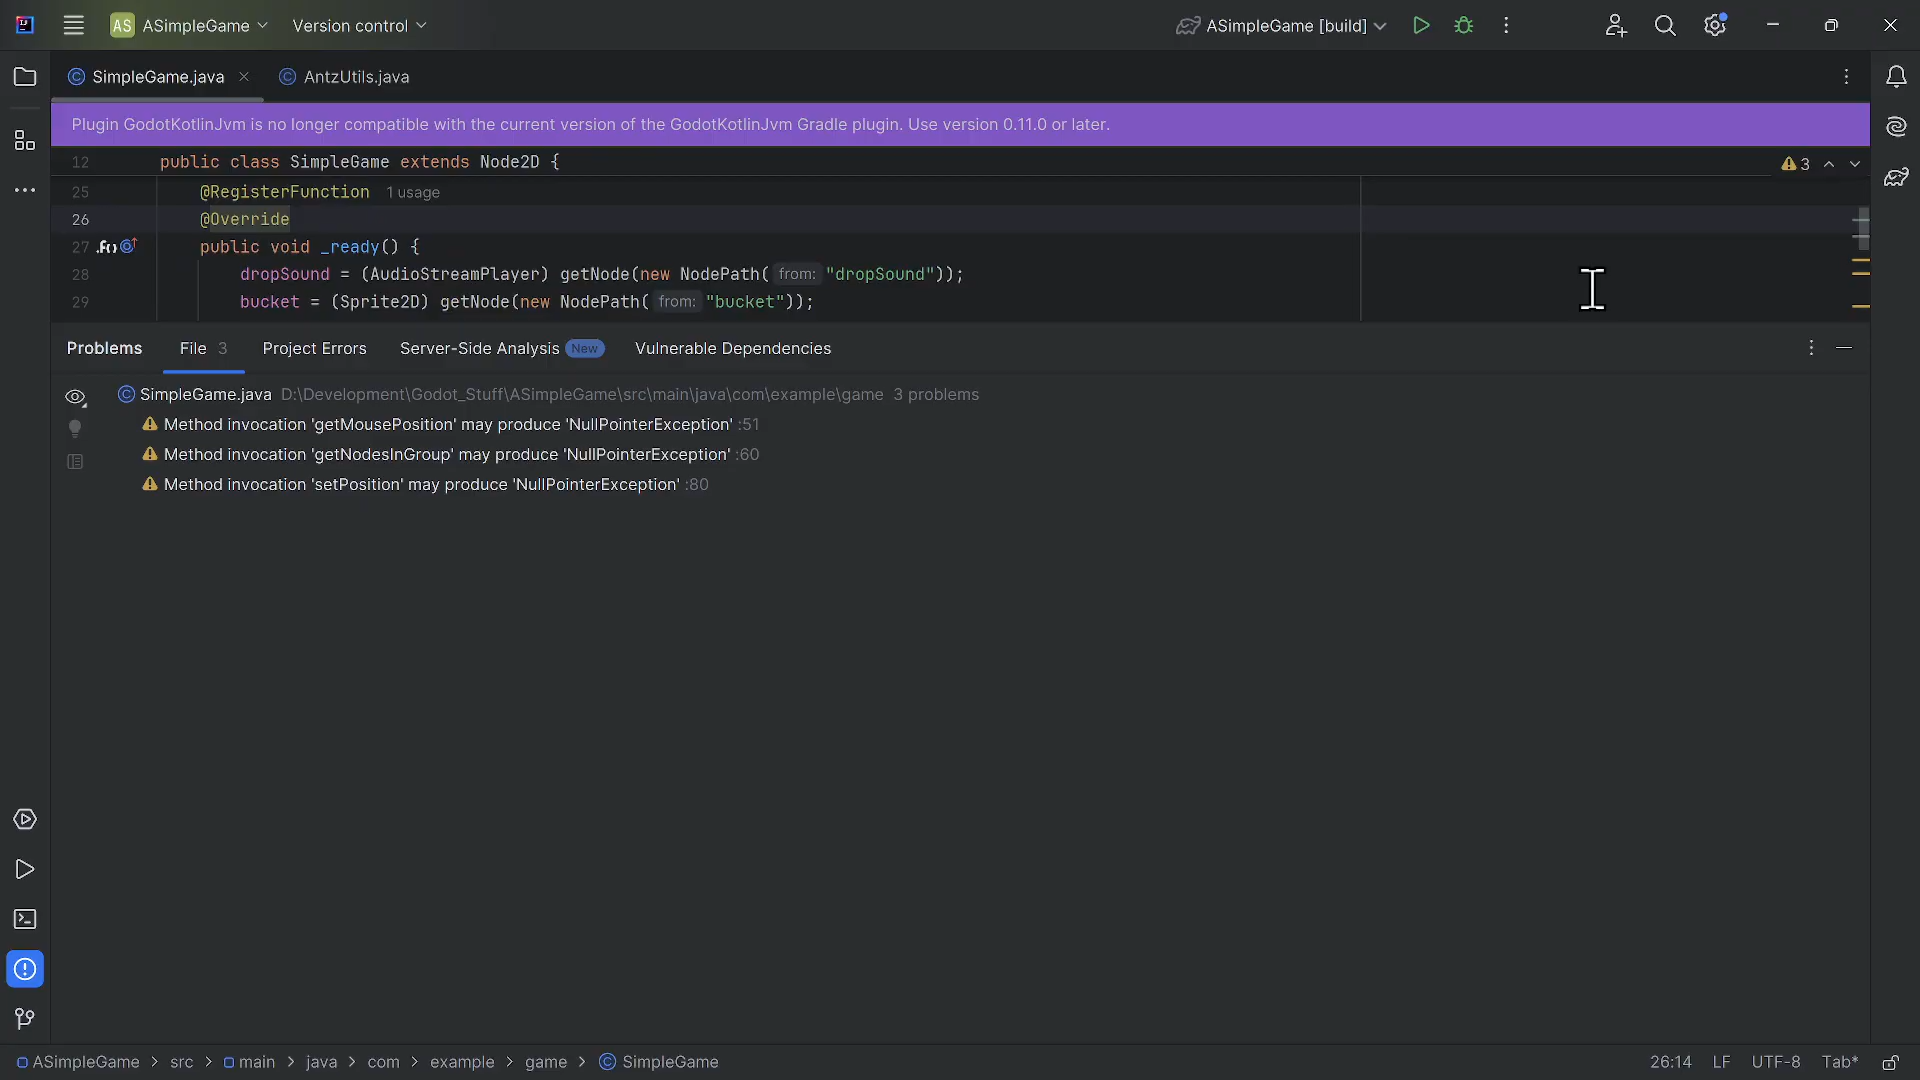 AS ASimpleGame Version control ASimpleGame [build]
SimpleGame.java AntzUtils.java
Plugin GodotKotlinJvm is no longer compatible with the current version of the GodotKotlinJvm Gradle plugin. Use version 0.11.0 or later.
12 public class SimpleGame extends Node2D { 3
25 @RegisterFunction 1 usage
26 @Override
27 public void _ready() {
28 dropSound = (AudioStreamPlayer) getNode(new NodePath( from: "dropSound"));
29 bucket = (Sprite2D) getNode(new NodePath( from: "bucket"));
Problems File 3 Project Errors Server-Side Analysis New Vulnerable Dependencies
SimpleGame.java D:\Development\Godot_Stuff\ASimpleGame\src\main\java\com\example\game 3 problems
Method invocation 'getMousePosition' may produce 'NullPointerException' :51
Method invocation 'getNodesInGroup' may produce 'NullPointerException' :60
Method invocation 'setPosition' may produce 'NullPointerException' :80
ASimpleGame > src > main > java > com > example > game > SimpleGame 26:14 LF UTF-8 Tab*